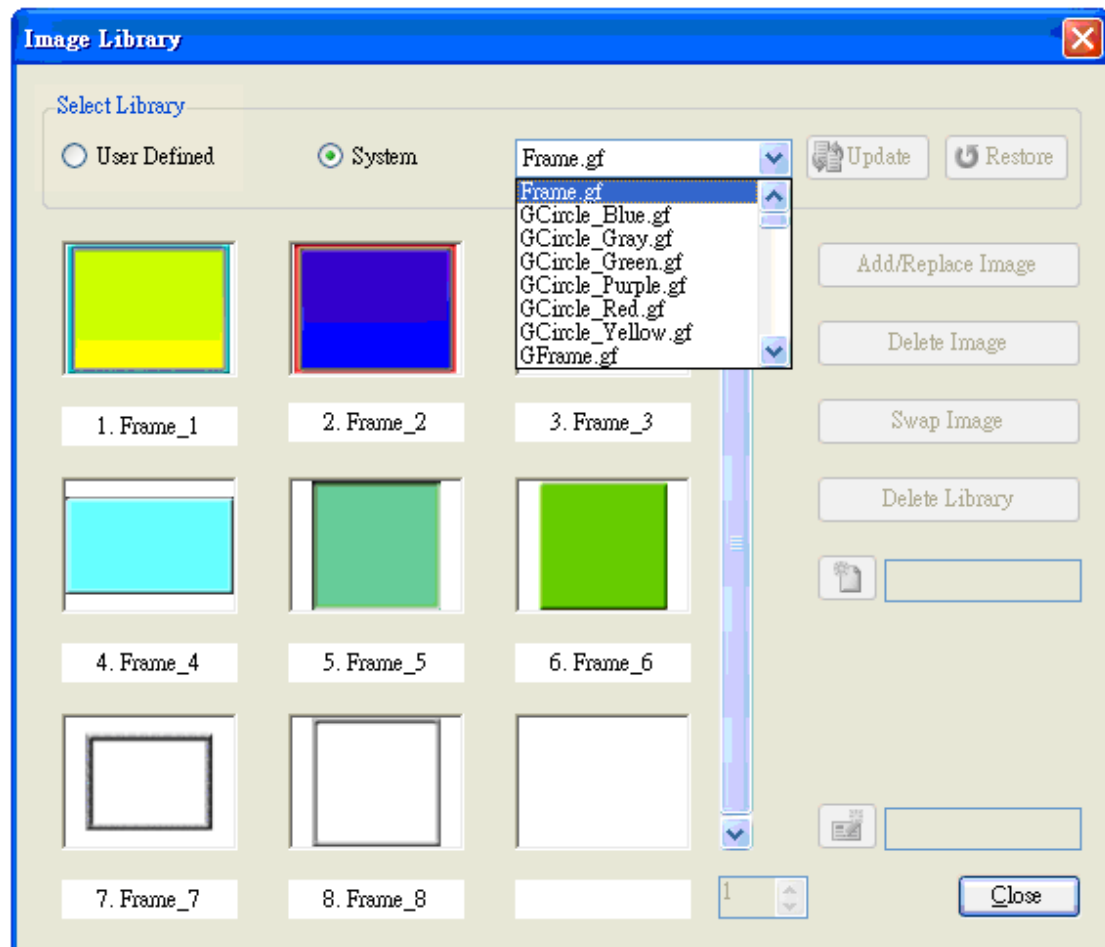 Image Library
Select Library
User Defined
System
Frame.gf
Update
Restore
Frame.gf
GCircle_Blue.gf
GCircle_Gray.gf
GCircle_Green.gf
GCircle_Purple.gf
GCircle_Red.gf
GCircle_Yellow.gf
GFrame.gf
Add/Replace Image
Delete Image
1. Frame_1
2. Frame_2
3. Frame_3
Swap Image
Delete Library
4. Frame_4
5. Frame_5
6. Frame_6
7. Frame_7
8. Frame_8
1
Close